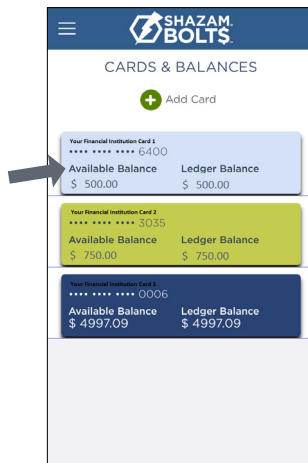 SHAZAM.
BOLT$.
CARDS & BALANCES
Add Card
Your Financial Institution Card 1
•••• •••• •••• 6400
Available Balance Ledger Balance
$ 500.00 $ 500.00
Your Financial Institution Card 2
•••• •••• •••• 3035
Available Balance Ledger Balance
$ 750.00 $ 750.00
Your Financial Institution Card 3
•••• •••• •••• 0006
Available Balance Ledger Balance
$ 4997.09 $ 4997.09